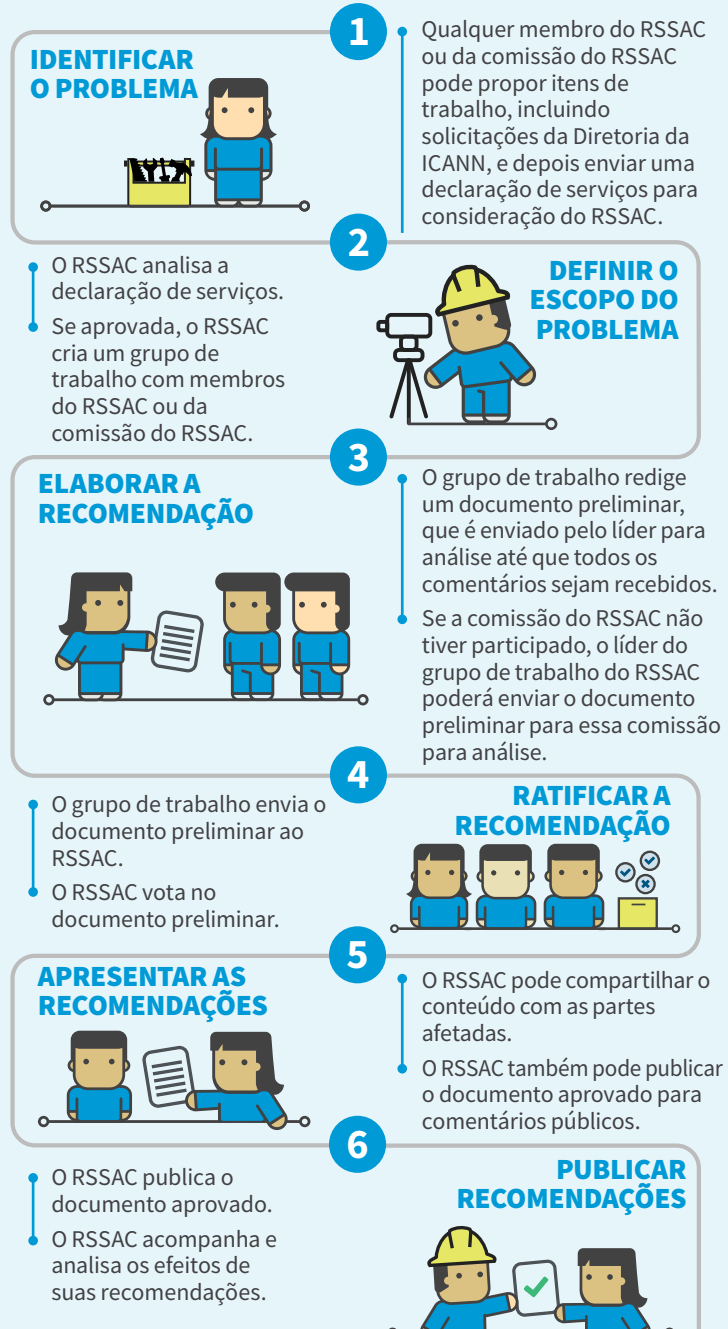 1
IDENTIFICAR
O PROBLEMA
Qualquer membro do RSSAC
ou da comissão do RSSAC
pode propor itens de
trabalho, incluindo
solicitações da Diretoria da
ICANN, e depois enviar uma
declaração de serviços para
consideração do RSSAC.
2
DEFINIR O
ESCOPO DO
PROBLEMA
O RSSAC analisa a
declaração de serviços.
Se aprovada, o RSSAC
cria um grupo de
trabalho com membros
do RSSAC ou da
comissão do RSSAC.
3
ELABORAR A
RECOMENDAÇÃO
O grupo de trabalho redige
um documento preliminar,
que é enviado pelo líder para
análise até que todos os
comentários sejam recebidos.
Se a comissão do RSSAC não
tiver participado, o líder do
grupo de trabalho do RSSAC
poderá enviar o documento
preliminar para essa comissão
para análise.
4
RATIFICAR A
RECOMENDAÇÃO
O grupo de trabalho envia o
documento preliminar ao
RSSAC.
O RSSAC vota no
documento preliminar.
5
APRESENTAR AS
RECOMENDAÇÕES
O RSSAC pode compartilhar o
conteúdo com as partes
afetadas.
O RSSAC também pode publicar
o documento aprovado para
comentários públicos.
6
PUBLICAR
RECOMENDAÇÕES
O RSSAC publica o
documento aprovado.
O RSSAC acompanha e
analisa os efeitos de
suas recomendações.